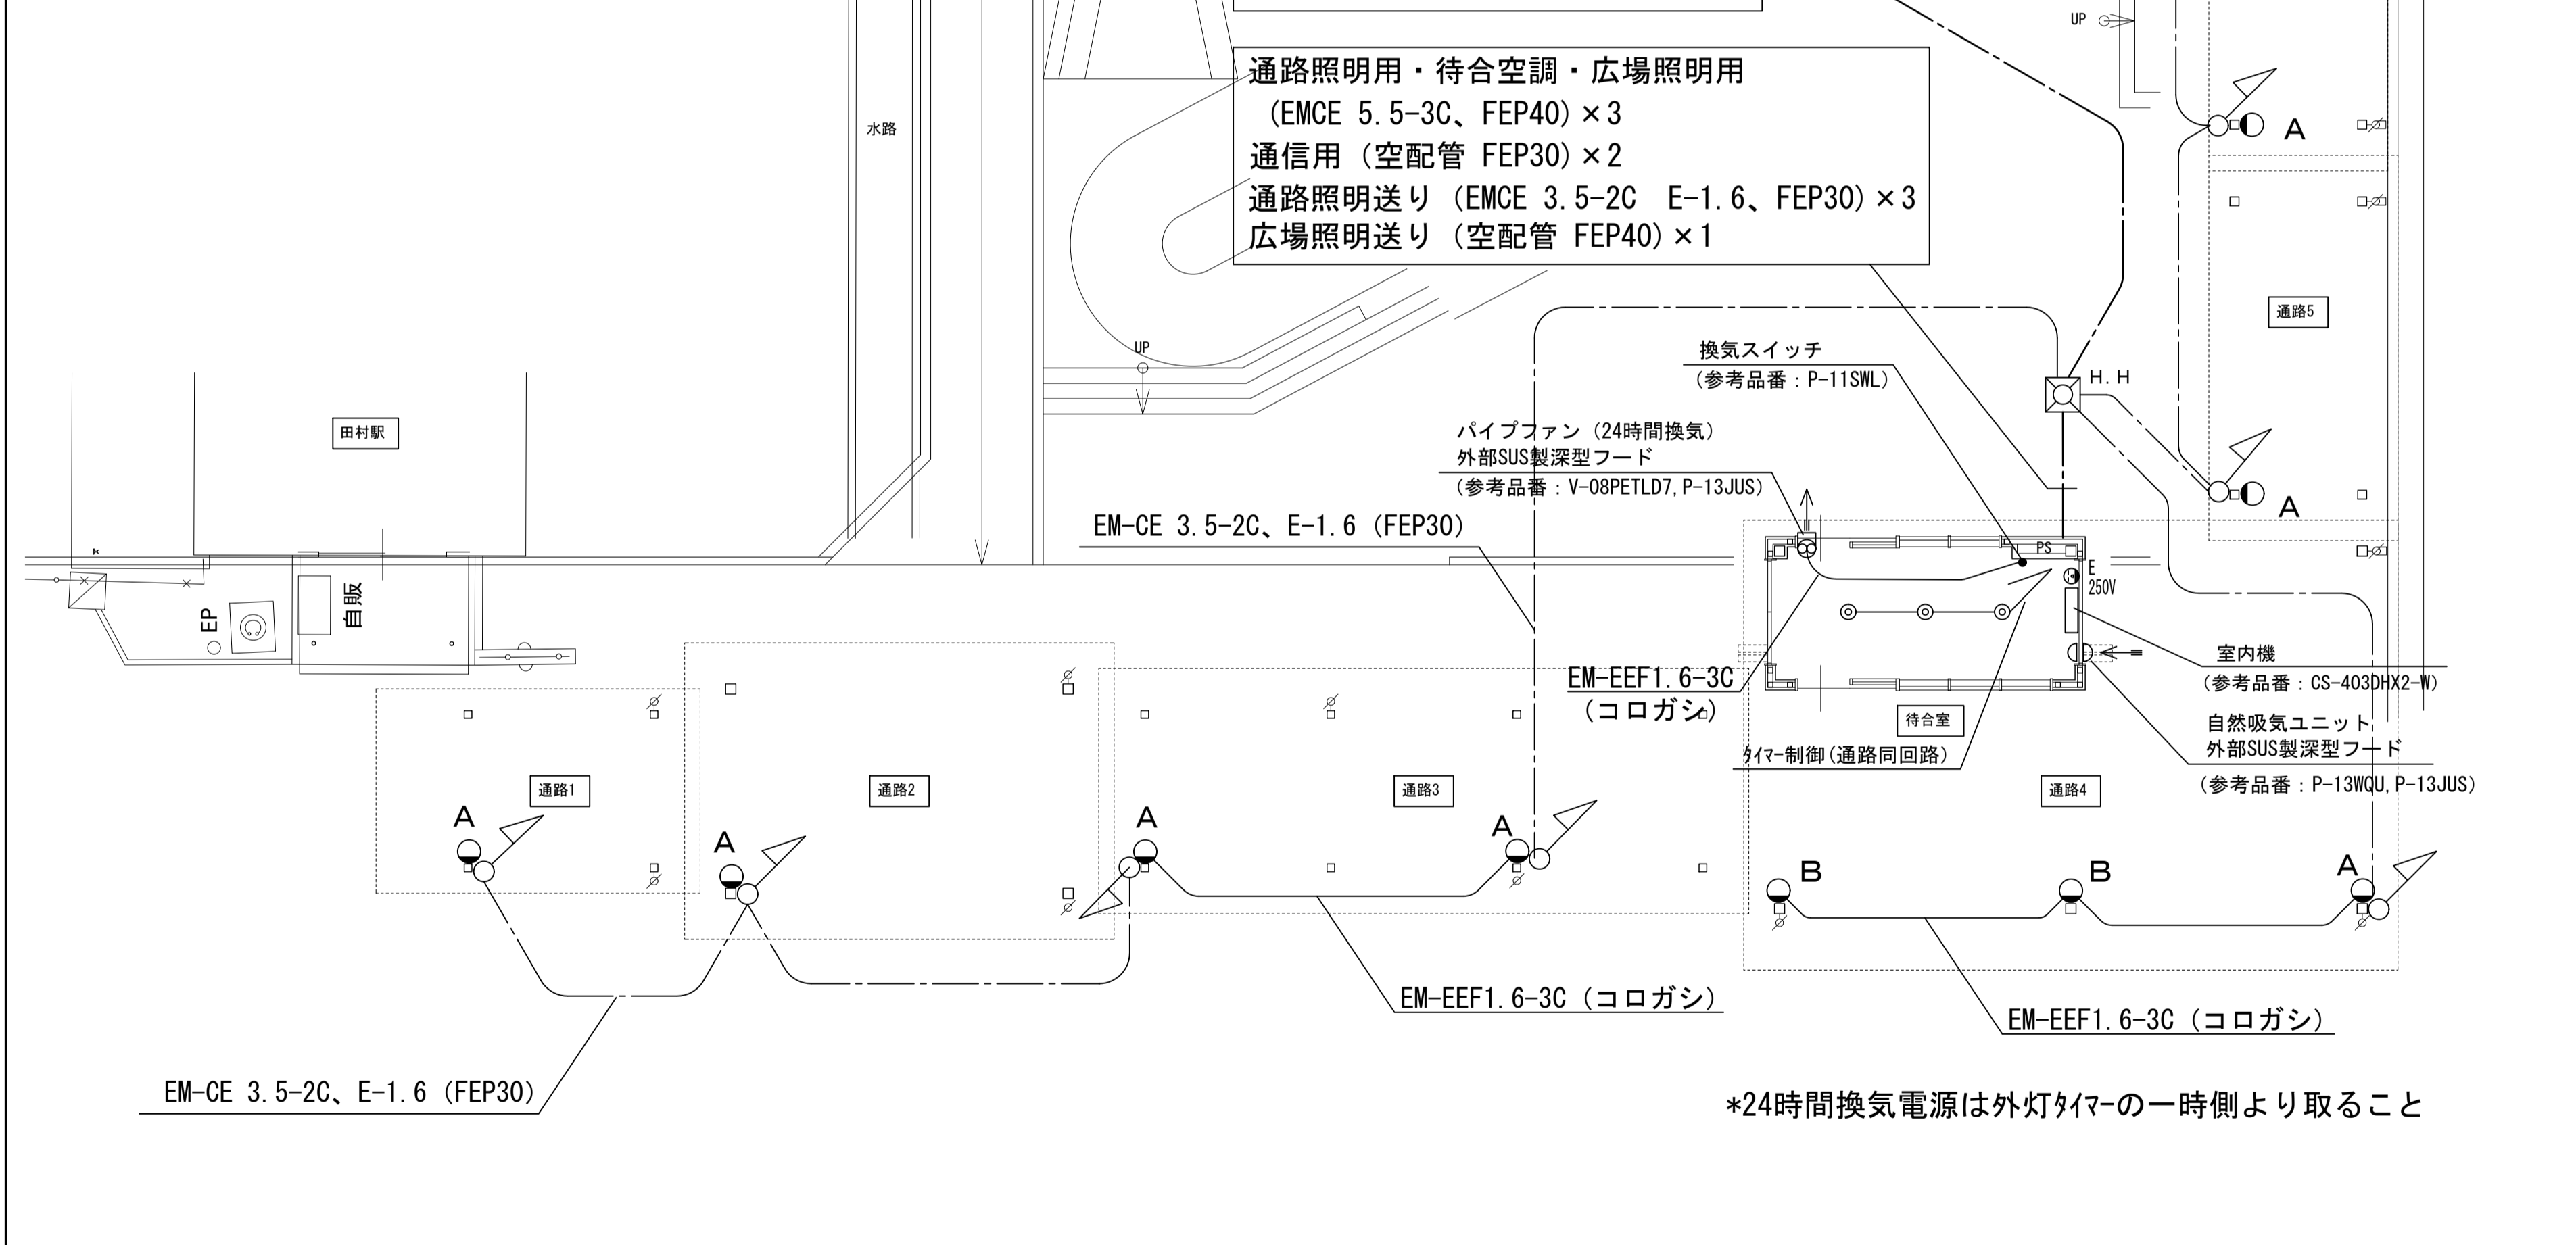 UP
通路照明用・待合空調・広場照明用
(EMCE 5.5-3C、FEP40)×3
通信用 (空配管 FEP30)×2
通路照明送り (EMCE 3.5-2C　E-1.6、FEP30)×3
広場照明送り (空配管 FEP40)×1
水路
A
通路5
UP
換気スイッチ
(参考品番：P-11SWL)
H.H
田村駅
パイプファン (24時間換気)
外部SUS製深型フード
(参考品番：V-08PETLD7,P-13JUS)
A
EM-CE 3.5-2C、E-1.6 (FEP30)
PS
E
250V
EP
自販
EM-EEF1.6-3C
(コロガシ)
室内機
(参考品番：CS-403DHX2-W)
待合室
自然吸気ユニット
外部SUS製深型フード
(参考品番：P-13WQU,P-13JUS)
ﾀｲﾏｰ制御(通路同回路)
通路1
通路2
通路3
通路4
A
A
A
A
B
B
A
EM-EEF1.6-3C (コロガシ)
EM-EEF1.6-3C (コロガシ)
EM-CE 3.5-2C、E-1.6 (FEP30)
*24時間換気電源は外灯ﾀｲﾏｰの一時側より取ること